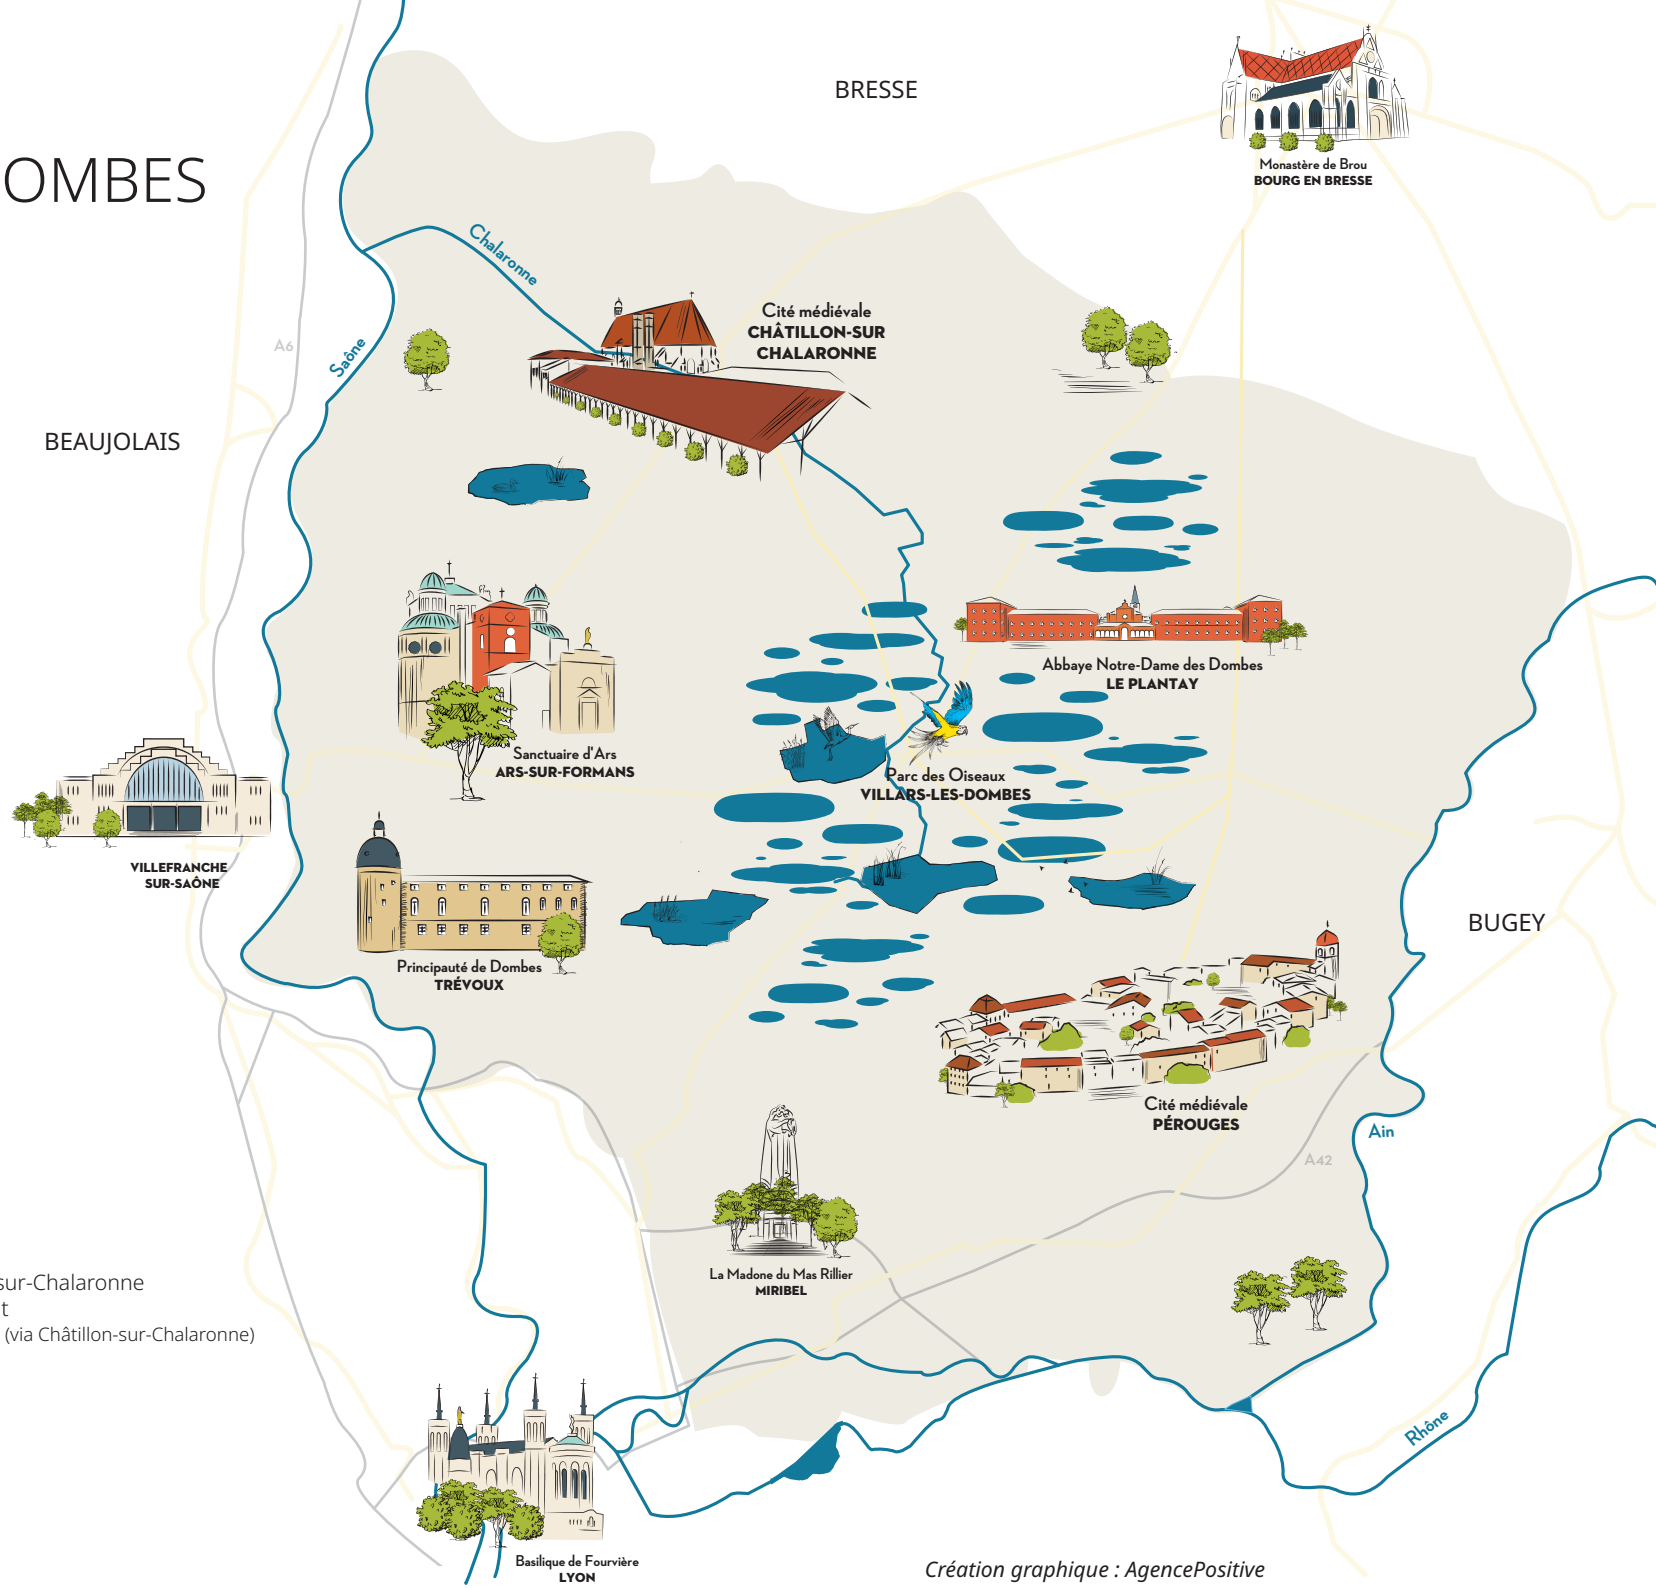 BRESSE
Monastère de Brou
BOURG EN BRESSE
OMBES
Chalaronne
Cité médiévale
CHÂTILLON-SUR
CHALARONNE
A6
Saône
BEAUJOLAIS
Abbaye Notre-Dame des Dombes
LE PLANTAY
Sanctuaire d'Ars
ARS-SUR-FORMANS
Parc des Oiseaux
VILLARS-LES-DOMBES
VILLEFRANCHE
SUR-SAÔNE
BUGEY
Principauté de Dombes
TRÉVOUX
Cité médiévale
PÉROUGES
Ain
A42
La Madone du Mas Rillier
MIRIBEL
sur-Chalaronne
t
(via Châtillon-sur-Chalaronne)
Rhône
Basilique de Fourvière
LYON
Création graphique : AgencePositive